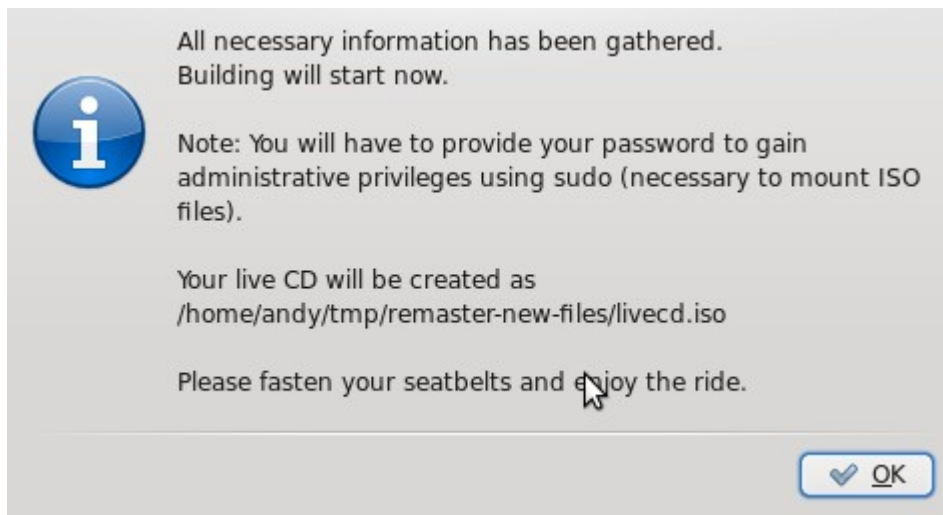 All necessary information has been gathered.
Building will start now.
Note: You will have to provide your password to gain
administrative privileges using sudo (necessary to mount ISO
files).
Your live CD will be created as
/home/andy/tmp/remaster-new-files/livecd.iso
Please fasten your seatbelts and enjoy the ride.
OK